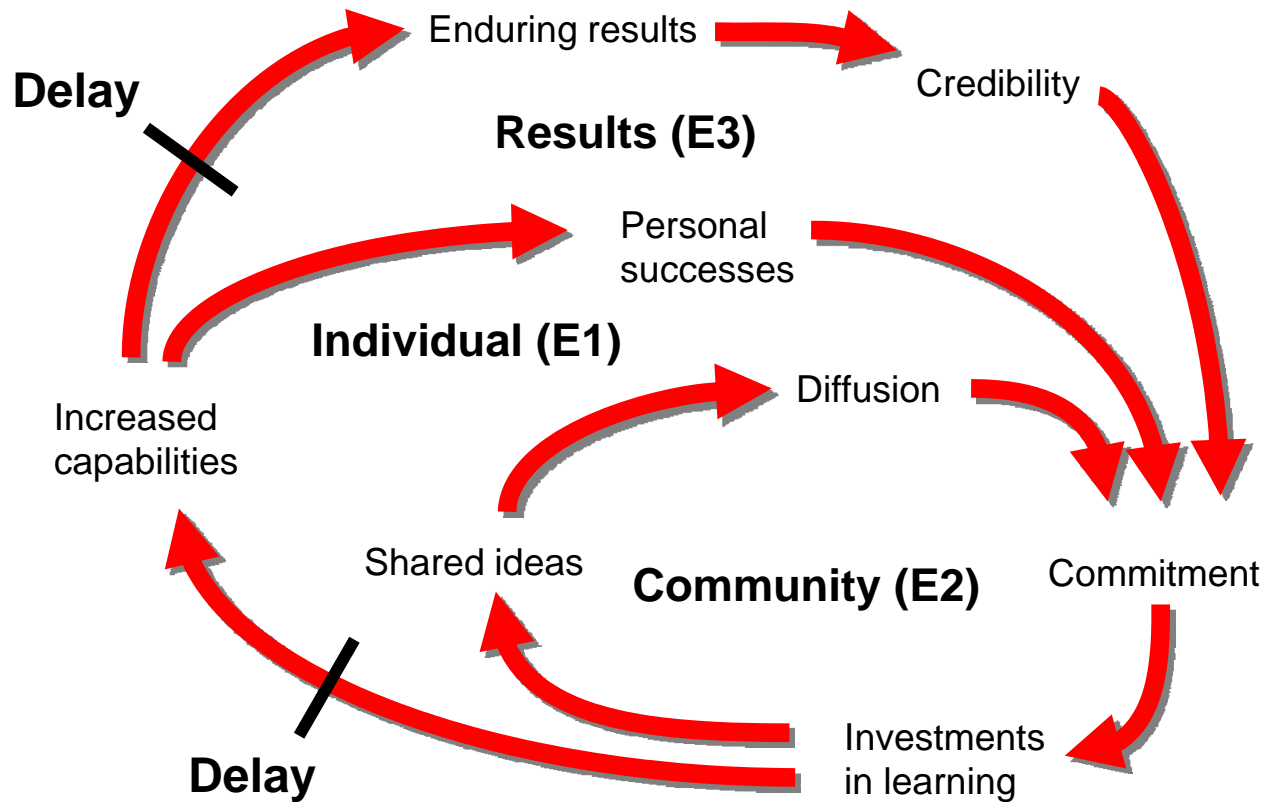 Enduring results
Delay
Credibility
Results (E3)
Personal
successes
Individual (E1)
Diffusion
Increased
capabilities
Shared ideas
Community (E2)
Commitment
Investments
in learning
Delay